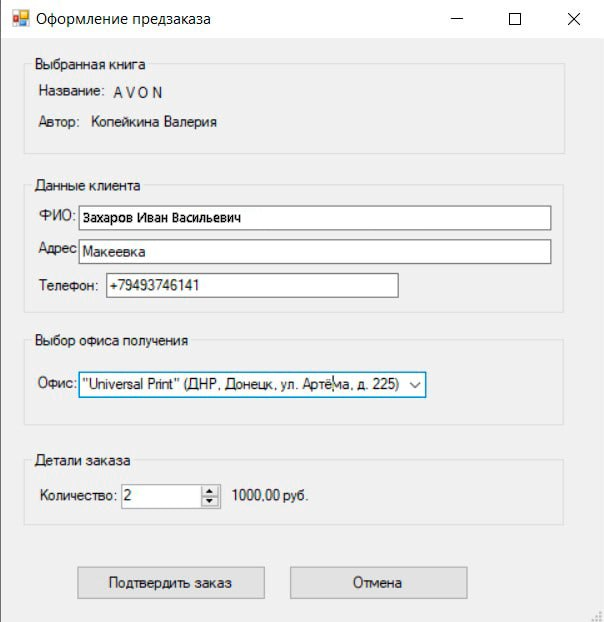 Оформление предзаказа
Выбранная книга
Название: A V O N
Автор: Копейкина Валерия
Данные клиента
ФИО: Захаров Иван Васильевич
Адрес Макеевка
Телефон: +79493746141
Выбор офиса получения
Офис: "Universal Print" (ДНР, Донецк, ул. Артёма, д. 225)
Детали заказа
Количество: 2 1000,00 руб.
Подтвердить заказ Отмена